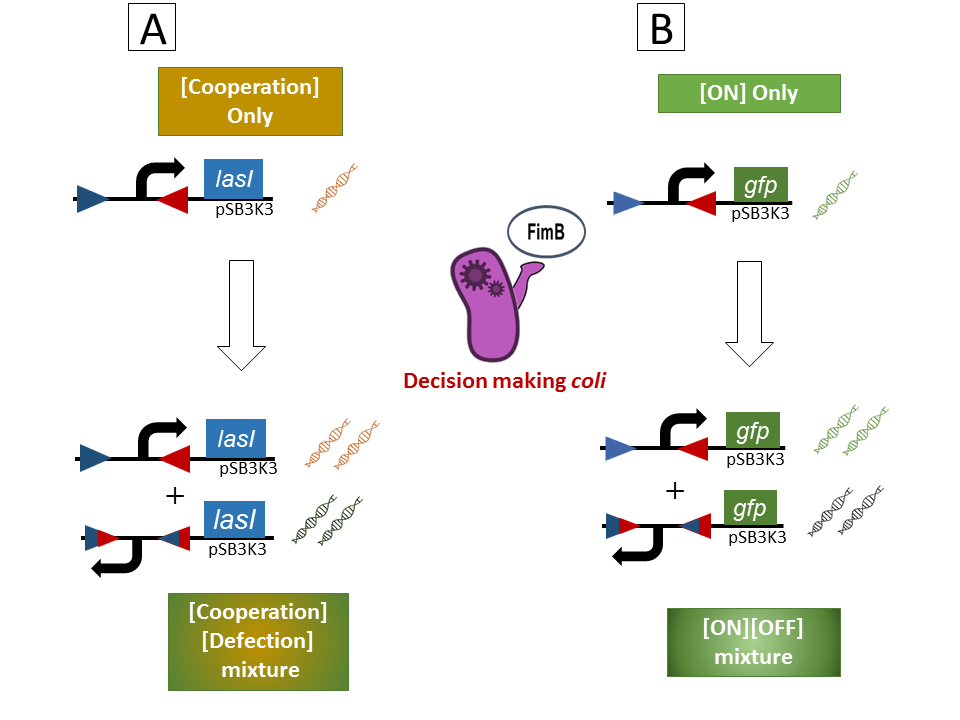 A
[Cooperation]
Only
lasI
pSB3K3
lasI
pSB3K3
+
lasI
pSB3K3
[Cooperation]
[Defection]
mixture
FimB
Decision making coli
B
[ON] Only
gfp
pSB3K3
gfp
pSB3K3
+
gfp
pSB3K3
[ON][OFF]
mixture